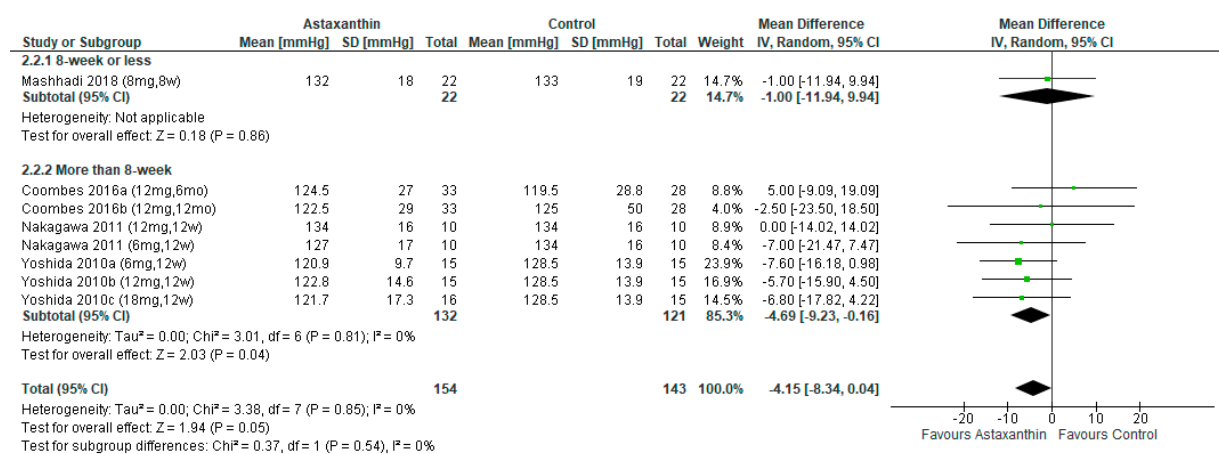 Astaxanthin Control Mean Difference Mean Difference
Study or Subgroup Mean [mmHg] SD [mmHg] Total Mean [mmHg] SD [mmHg] Total Weight IV, Random, 95% CI IV, Random, 95% CI
2.2.1 8-week or less
Mashhadi 2018 (8mg,8w) 132 18 22 133 19 22 14.7% -1.00 [-11.94, 9.94]
Subtotal (95% CI) 22 22 14.7% -1.00 [-11.94, 9.94]
Heterogeneity: Not applicable
Test for overall effect: Z = 0.18 (P = 0.86)
2.2.2 More than 8-week
Coombes 2016a (12mg,6mo) 124.5 27 33 119.5 28.8 28 8.8% 5.00 [-9.09, 19.09]
Coombes 2016b (12mg,12mo) 122.5 29 33 125 50 28 4.0% -2.50 [-23.50, 18.50]
Nakagawa 2011 (12mg,12w) 134 16 10 134 16 10 8.9% 0.00 [-14.02, 14.02]
Nakagawa 2011 (6mg,12w) 127 17 10 134 16 10 8.4% -7.00 [-21.47, 7.47]
Yoshida 2010a (6mg,12w) 120.9 9.7 15 128.5 13.9 15 23.9% -7.60 [-16.18, 0.98]
Yoshida 2010b (12mg,12w) 122.8 14.6 15 128.5 13.9 15 16.9% -5.70 [-15.90, 4.50]
Yoshida 2010c (18mg,12w) 121.7 17.3 16 128.5 13.9 15 14.5% -6.80 [-17.82, 4.22]
Subtotal (95% CI) 132 121 85.3% -4.69 [-9.23, -0.16]
Heterogeneity: Tau² = 0.00; Chi² = 3.01, df = 6 (P = 0.81); I² = 0%
Test for overall effect: Z = 2.03 (P = 0.04)
Total (95% CI) 154 143 100.0% -4.15 [-8.34, 0.04]
Heterogeneity: Tau² = 0.00; Chi² = 3.38, df = 7 (P = 0.85); I² = 0%
Test for overall effect: Z = 1.94 (P = 0.05)
Test for subgroup differences: Chi² = 0.37, df = 1 (P = 0.54), I² = 0%
-20 -10 0 10 20
Favours Astaxanthin Favours Control